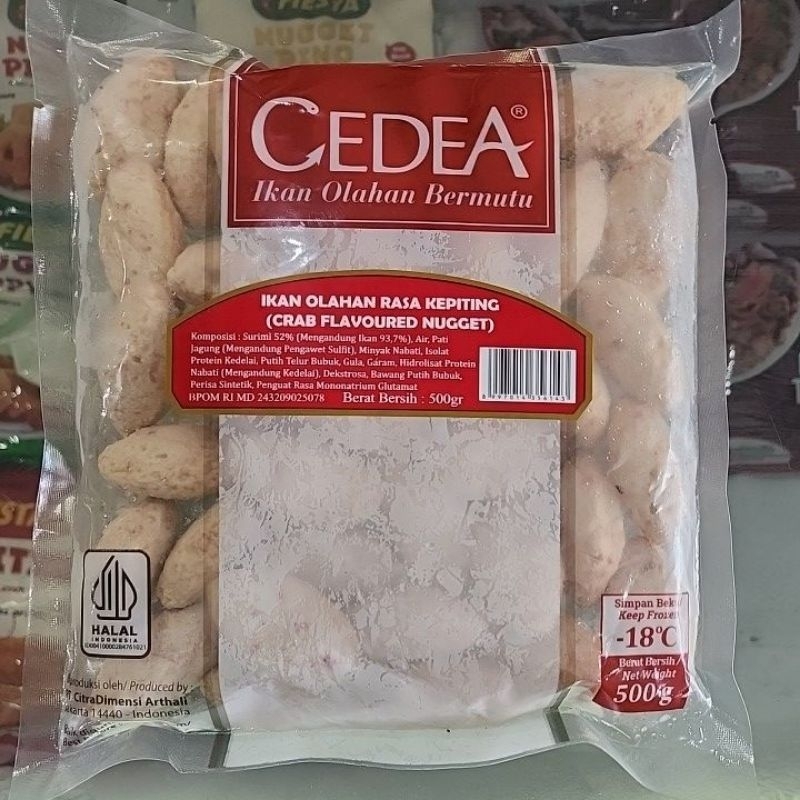 FIESTA
NUGGET
CEDEA®
Ikan Olahan Bermutu
IKAN OLAHAN RASA KEPITING
(CRAB FLAVOURED NUGGET)
Komposisi : Surimi 52% (Mengandung Ikan 93,7%), Air, Pati
Jagung (Mengandung Pengawet Sulfit), Minyak Nabati, Isolat
Protein Kedelai, Putih Telur Bubuk, Gula, Garam, Hidrolisat Protein
Nabati (Mengandung Kedelai), Dekstrosa, Bawang Putih Bubuk,
Perisa Sintetik, Penguat Rasa Mononatrium Glutamat
BPOM RI MD 243209025078 Berat Bersih : 500gr
HALAL
INDONESIA
ID00410000284761021
Simpan Beku/
Keep Frozen
-18°C
Berat Bersih/
Net Weight
500g
Produksi oleh/ Produced by :
PT CitraDimensi Arthali
Jakarta 14440 - Indonesia